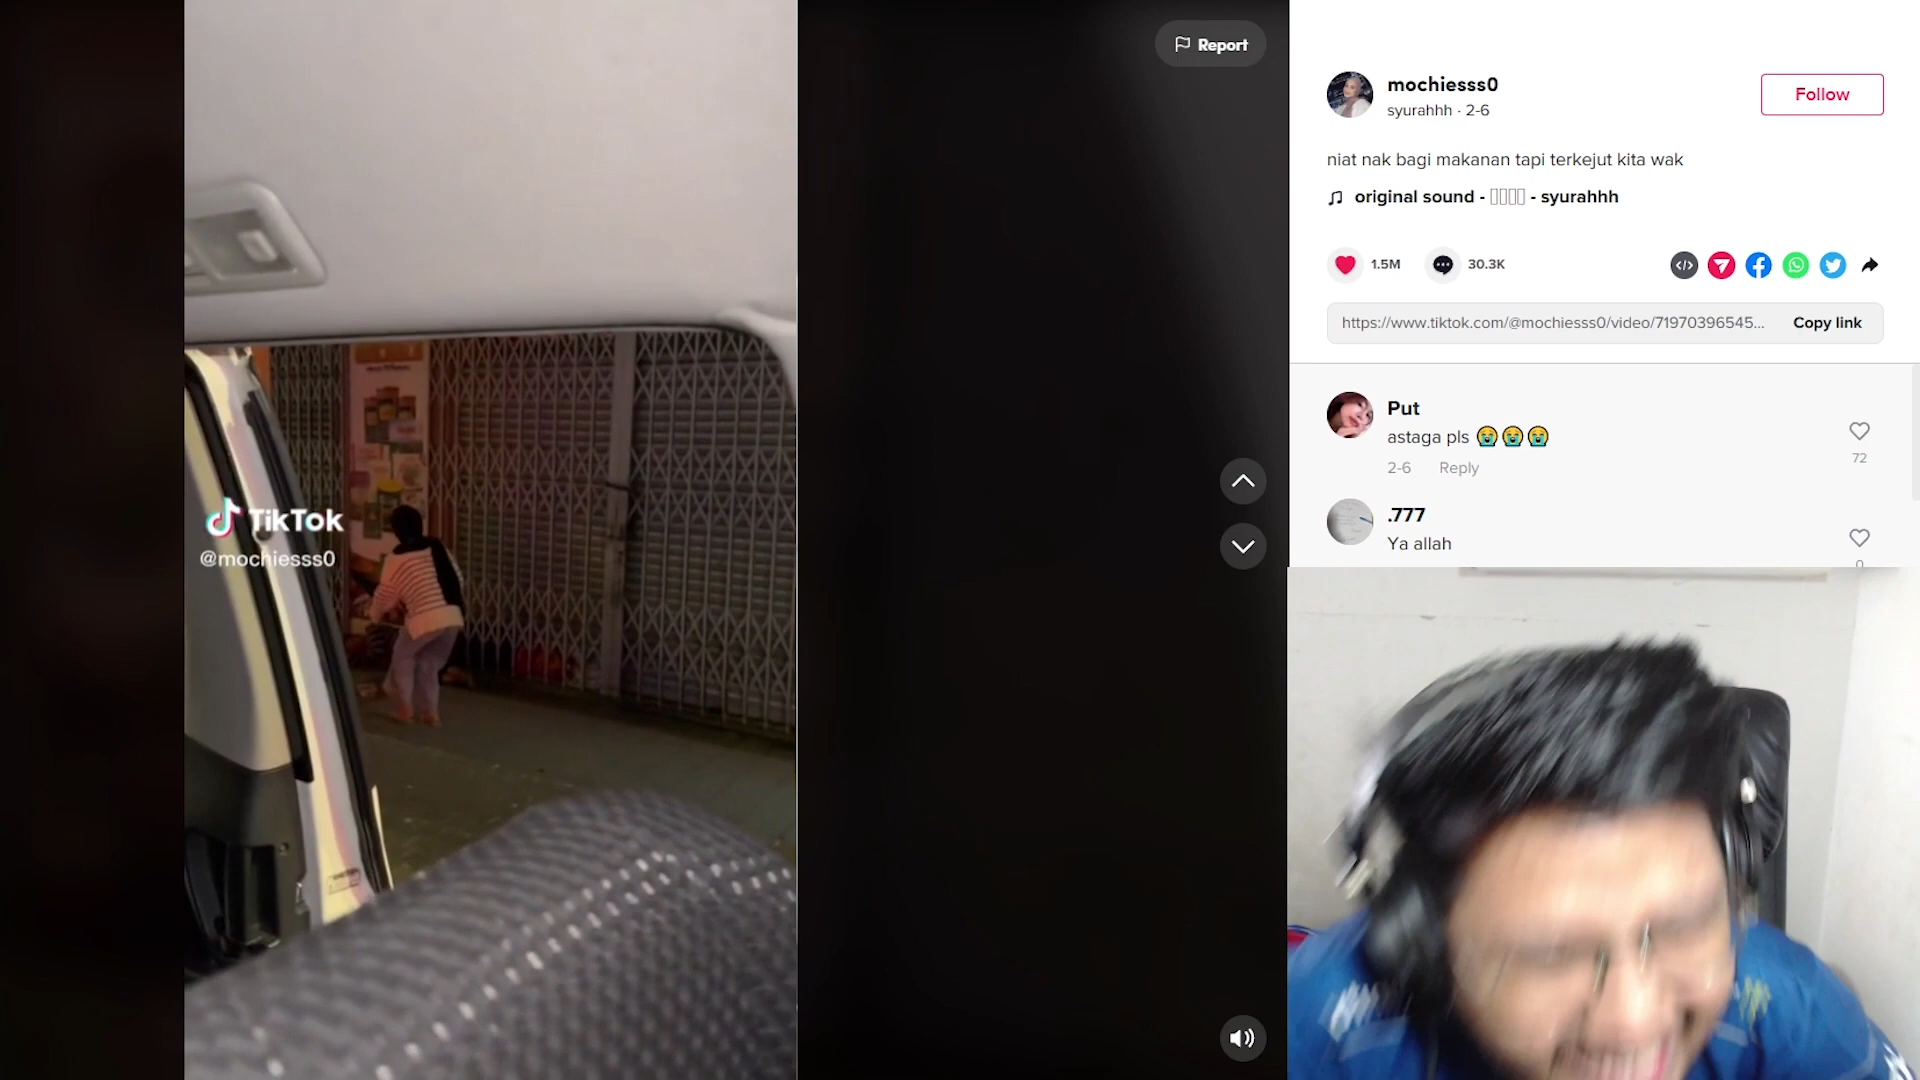 TikTok
@mochiesss0
Report
mochiesss0
syurahhh · 2-6
Follow
niat nak bagi makanan tapi terkejut kita wak
original sound - - syurahhh
1.5M
30.3K
https://www.tiktok.com/@mochiesss0/video/71970396545...
Copy link
Put
astaga pls 😭😭😭
2-6
Reply
72
.777
Ya allah